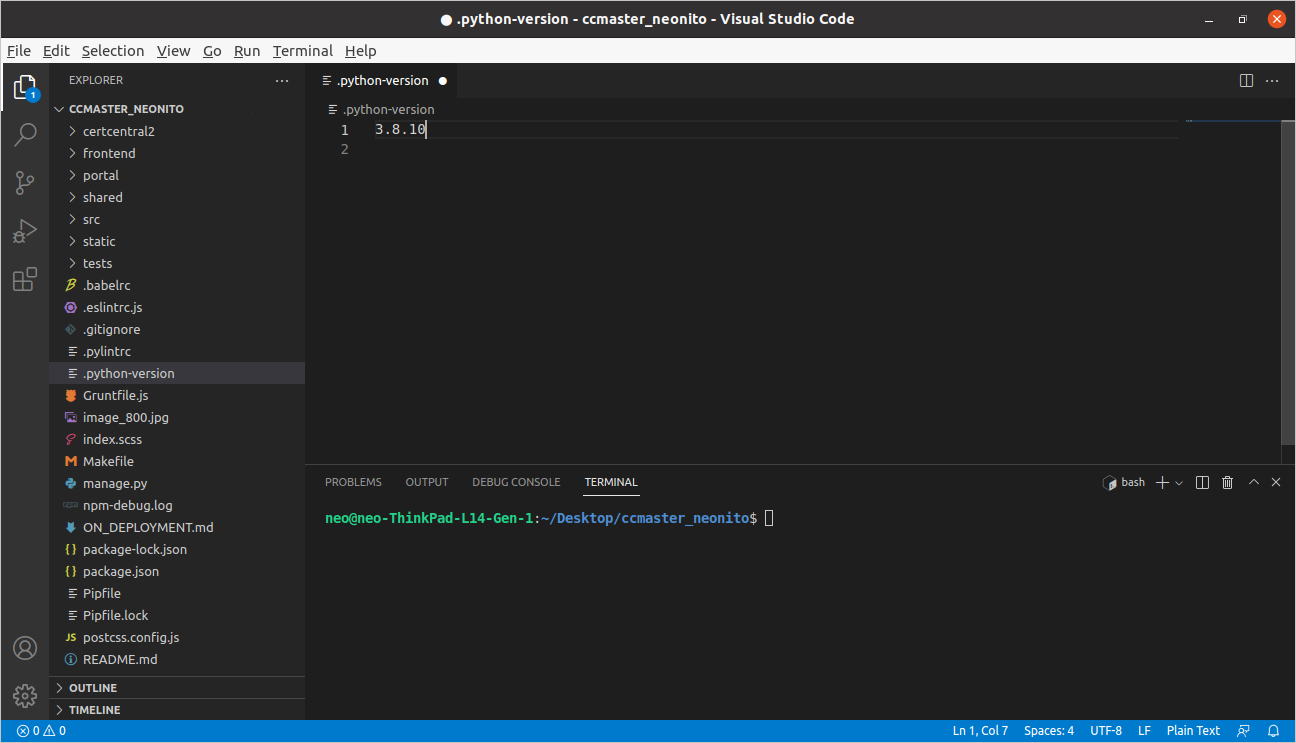 ● .python-version - ccmaster_neonito - Visual Studio Code
File Edit Selection View Go Run Terminal Help
EXPLORER
CCMASTER_NEONITO
certcentral2
frontend
portal
shared
src
static
tests
.babelrc
.eslintrc.js
.gitignore
.pylintrc
.python-version
Gruntfile.js
image_800.jpg
index.scss
Makefile
manage.py
npm-debug.log
ON_DEPLOYMENT.md
package-lock.json
package.json
Pipfile
Pipfile.lock
JS postcss.config.js
README.md
OUTLINE
TIMELINE
1
.python-version ●
.python-version
1 3.8.10
2
PROBLEMS OUTPUT DEBUG CONSOLE TERMINAL bash
neo@neo-ThinkPad-L14-Gen-1:~/Desktop/ccmaster_neonito$
0 0 Ln 1, Col 7 Spaces: 4 UTF-8 LF Plain Text